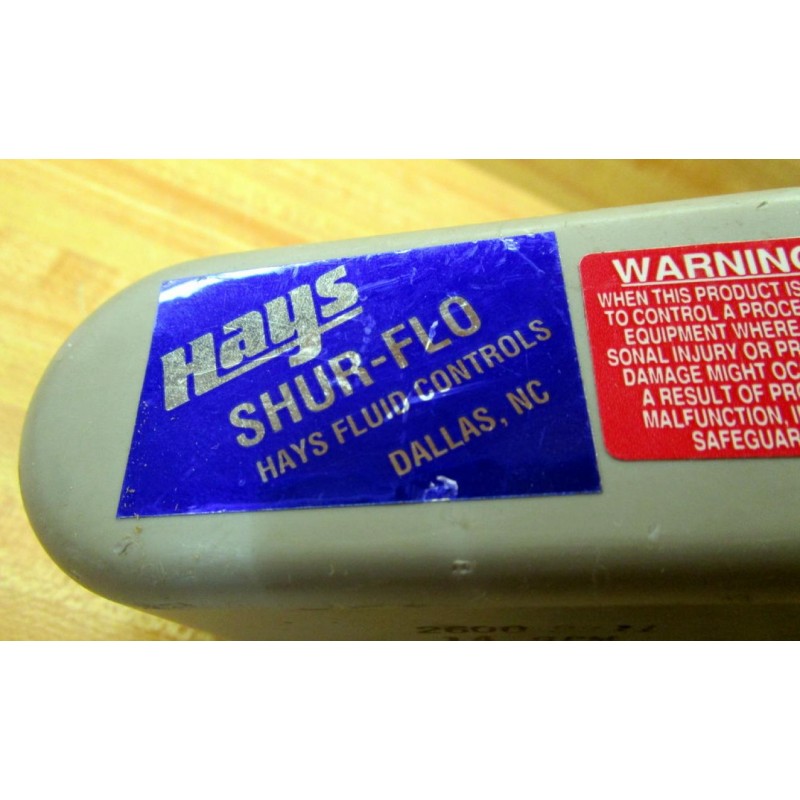 Hays
SHUR-FLO
HAYS FLUID CONTROLS
DALLAS, NC
WARNING
WHEN THIS PRODUCT IS
TO CONTROL A PROCE
EQUIPMENT WHERE
SONAL INJURY OR PR
DAMAGE MIGHT OC
A RESULT OF PRO
MALFUNCTION, I
SAFEGUAR
2600